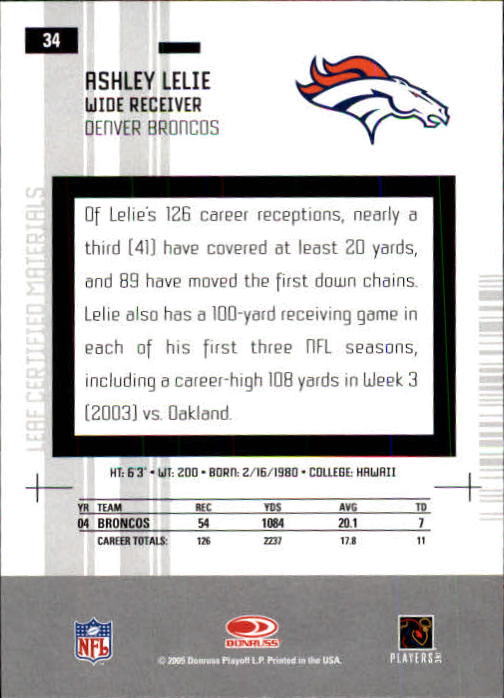 34
ASHLEY LELIE
WIDE RECEIVER
DENVER BRONCOS
LEAF CERTIFIED MATERIALS
Of Lelie's 126 career receptions, nearly a
third (41) have covered at least 20 yards,
and 89 have moved the first down chains.
Lelie also has a 100-yard receiving game in
each of his first three NFL seasons,
including a career-high 108 yards in Week 3
(2003) vs. Oakland.
HT: 6'3" • WT: 200 • BORN: 2/16/1980 • COLLEGE: HAWAII
YR TEAM REC YDS AVG TD
04 BRONCOS 54 1084 20.1 7
CAREER TOTALS: 126 2237 17.8 11
NFL
DONRUSS
PLAYERS INC
© 2005 Donruss Playoff L.P. Printed in the USA.